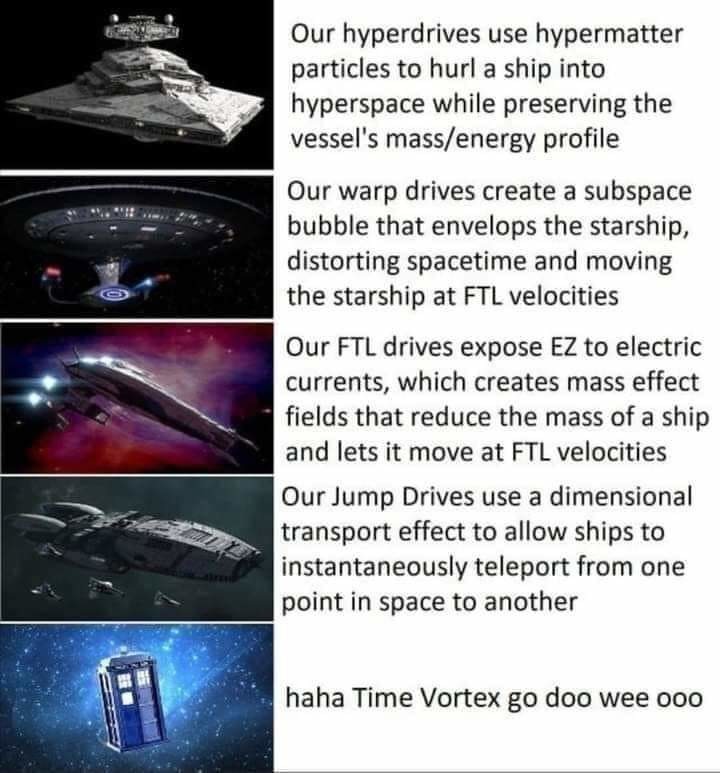 Our hyperdrives use hypermatter
particles to hurl a ship into
hyperspace while preserving the
vessel's mass/energy profile
Our warp drives create a subspace
bubble that envelops the starship,
distorting spacetime and moving
the starship at FTL velocities
Our FTL drives expose EZ to electric
currents, which creates mass effect
fields that reduce the mass of a ship
and lets it move at FTL velocities
Our Jump Drives use a dimensional
transport effect to allow ships to
instantaneously teleport from one
point in space to another
haha Time Vortex go doo wee ooo